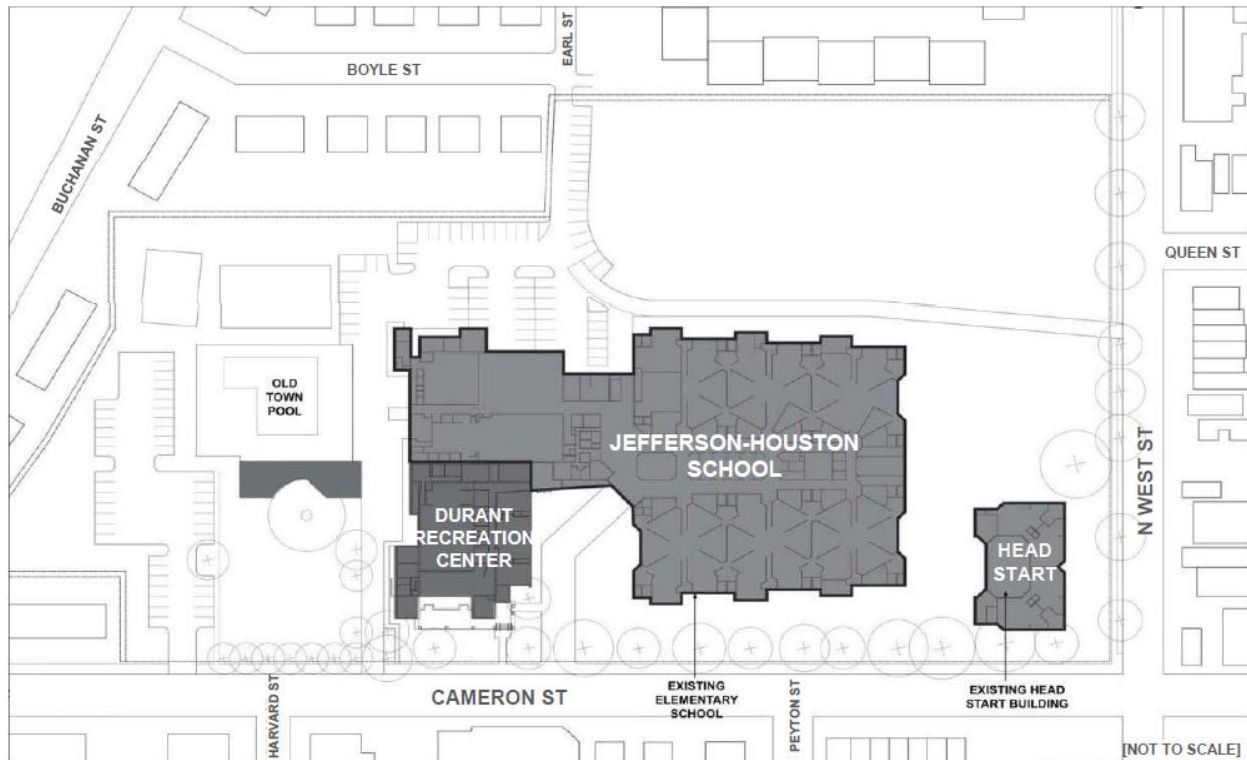 EARL ST
BOYLE ST
BUCHANAN ST
QUEEN ST
OLD
TOWN
POOL
JEFFERSON-HOUSTON
SCHOOL
N WEST ST
DURANT
RECREATION
CENTER
HEAD
START
CAMERON ST
EXISTING
ELEMENTARY
SCHOOL
EXISTING HEAD
START BUILDING
HARVARD ST
PEYTON ST
[NOT TO SCALE]